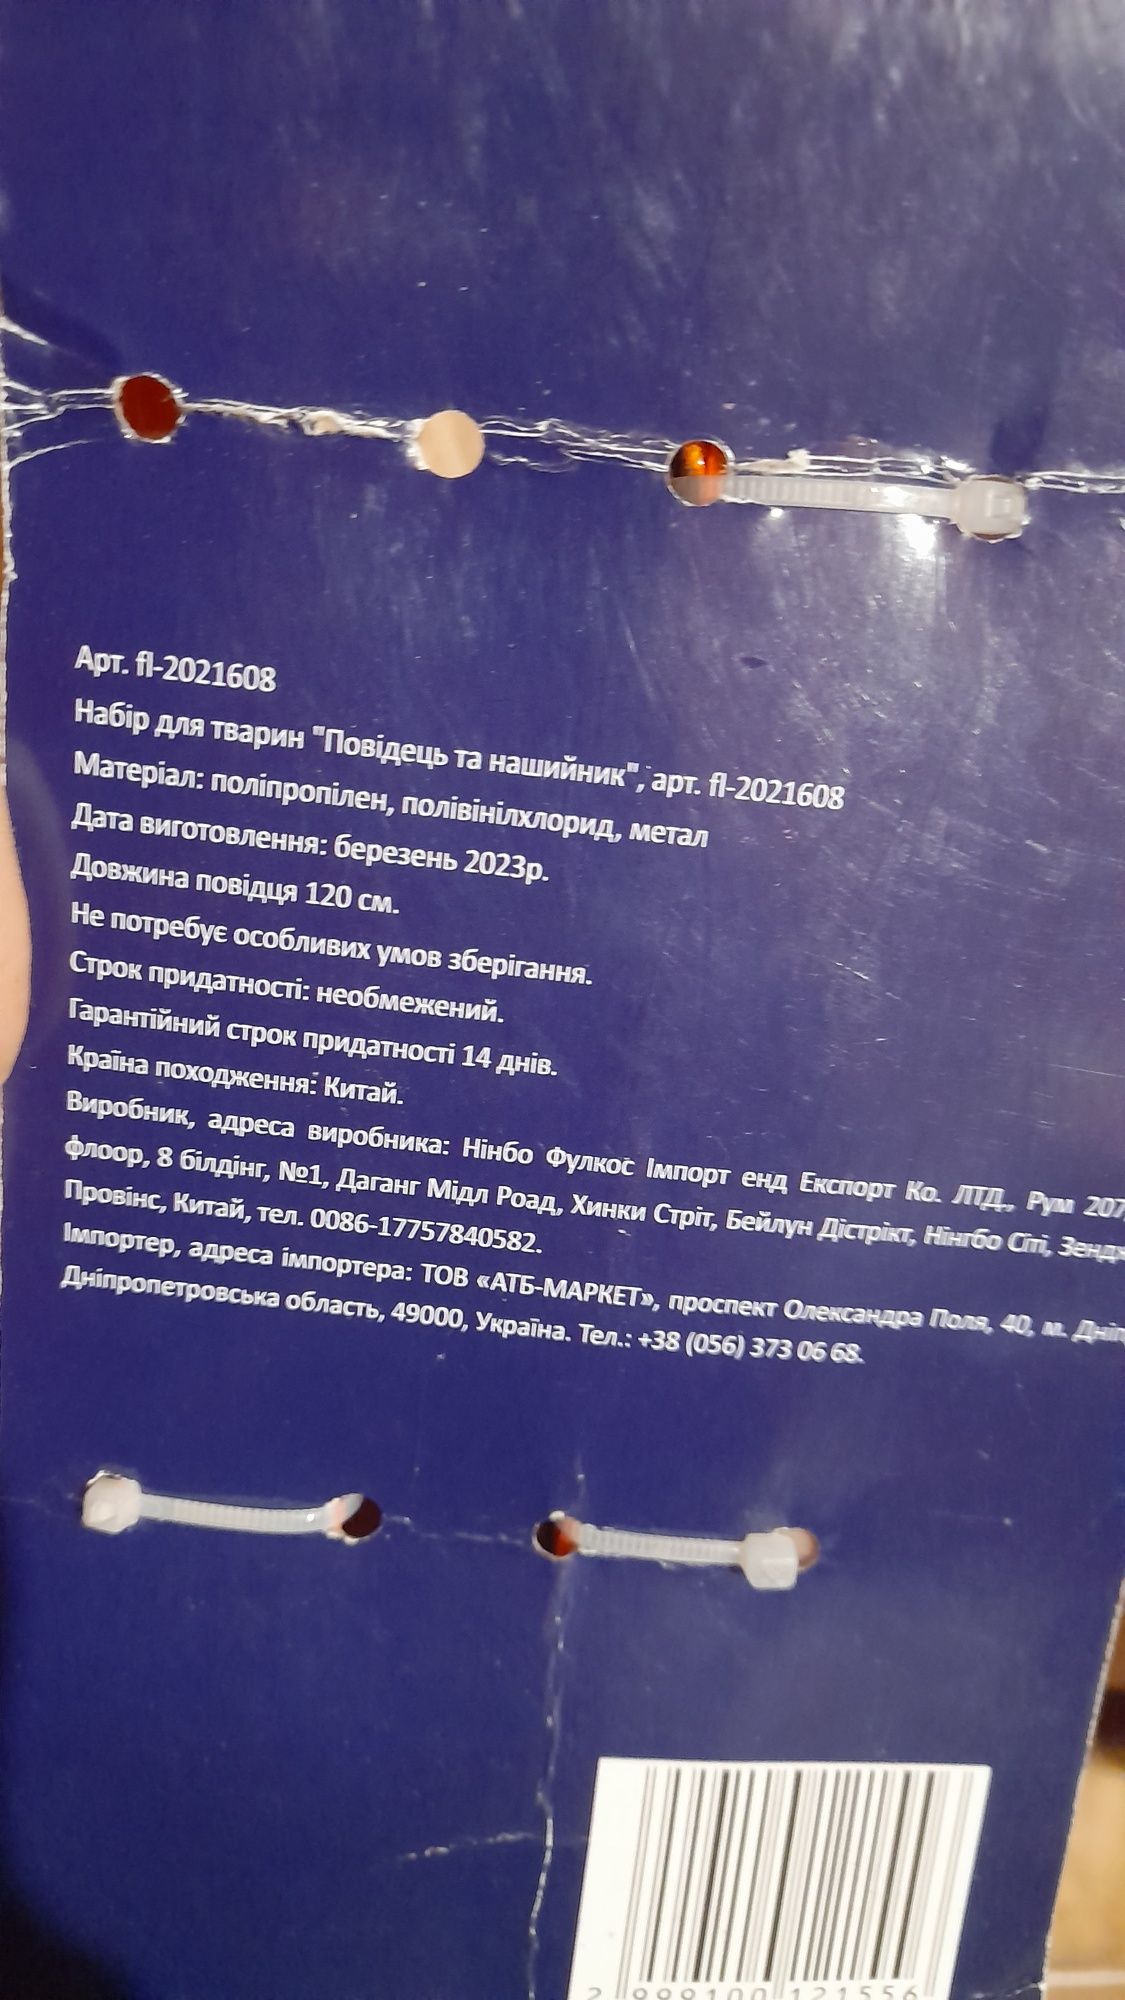 Арт. fl-2021608
Набір для тварин "Повідець та нашийник", арт. fl-2021608
Матеріал: поліпропілен, полівінілхлорид, метал
Дата виготовлення: березень 2023р.
Довжина повідця 120 см.
Не потребує особливих умов зберігання.
Строк придатності: необмежений.
Гарантійний строк придатності 14 днів.
Країна походження: Китай.
Виробник, адреса виробника: Нінбо Фулкос Імпорт енд Експорт Ко. ЛТД., Рум 207
флоор, 8 білдінг, №1, Даганг Мідл Роад, Хинки Стріт, Бейлун Дістрікт, Нінгбо Сіті,
Провінс, Китай, тел. 0086-17757840582.
Імпортер, адреса імпортера: ТОВ «АТБ-МАРКЕТ», проспект Олександра Поля, 40, м.
Дніпропетровська область, 49000, Україна. Тел.: +38 (056) 373 06 68.
2 999100 121556